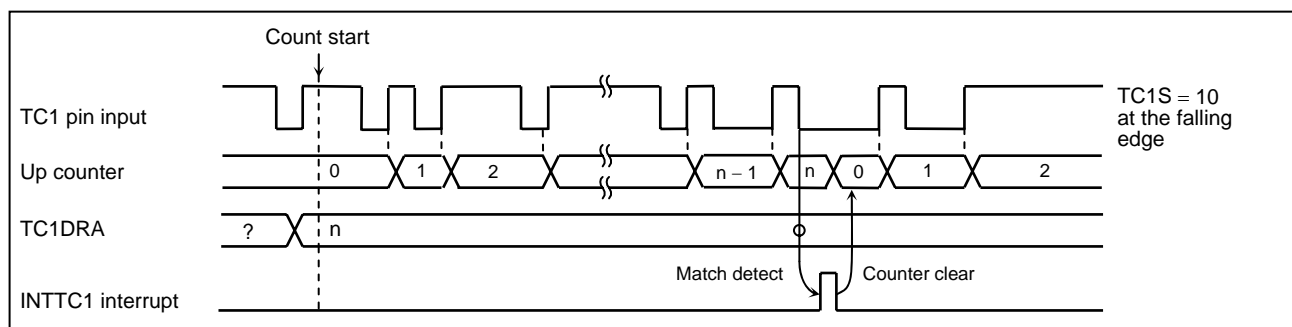 Count start
TC1 pin input
TC1S = 10
at the falling
edge
Up counter
0
1
2
n − 1
n
0
1
2
TC1DRA
?
n
Match detect
Counter clear
INTTC1 interrupt